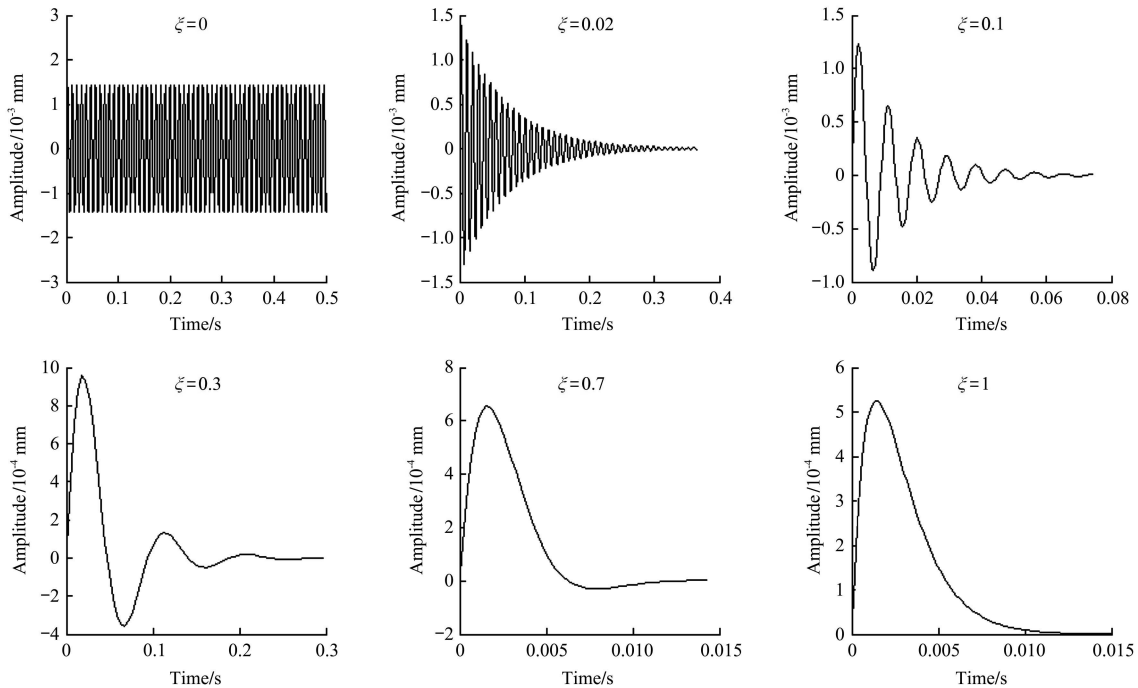 ξ=0
Amplitude/10⁻³ mm
3
2
1
0
−1
−2
−3
0 0.1 0.2 0.3 0.4 0.5
Time/s
ξ=0.02
Amplitude/10⁻³ mm
1.5
1.0
0.5
0
−0.5
−1.0
−1.5
0 0.1 0.2 0.3 0.4
Time/s
ξ=0.1
Amplitude/10⁻³ mm
1.5
1.0
0.5
0
−0.5
−1.0
0 0.02 0.04 0.06 0.08
Time/s
ξ=0.3
Amplitude/10⁻⁴ mm
10
8
6
4
2
0
−2
−4
0 0.1 0.2 0.3
Time/s
ξ=0.7
Amplitude/10⁻⁴ mm
8
6
4
2
0
−2
0 0.005 0.010 0.015
Time/s
ξ=1
Amplitude/10⁻⁴ mm
6
5
4
3
2
1
0
0 0.005 0.010 0.015
Time/s